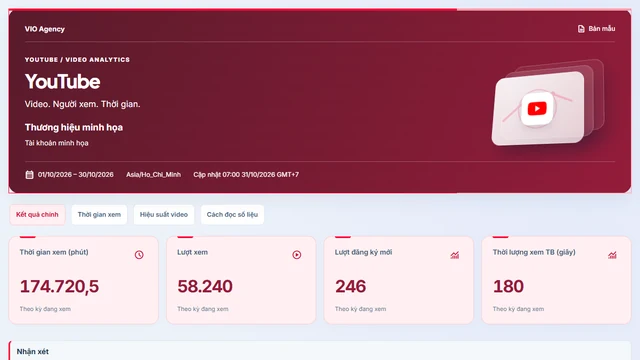 VIO Agency
Bản mẫu
YOUTUBE / VIDEO ANALYTICS
YouTube
Video. Người xem. Thời gian.
Thương hiệu minh họa
Tài khoản minh họa
01/10/2026 – 30/10/2026
Asia/Ho_Chi_Minh
Cập nhật 07:00 31/10/2026 GMT+7
Kết quả chính
Thời gian xem
Hiệu suất video
Cách đọc số liệu
Thời gian xem (phút)
174.720,5
Theo kỳ đang xem
Lượt xem
58.240
Theo kỳ đang xem
Lượt đăng ký mới
246
Theo kỳ đang xem
Thời lượng xem TB (giây)
180
Theo kỳ đang xem
Nhận xét